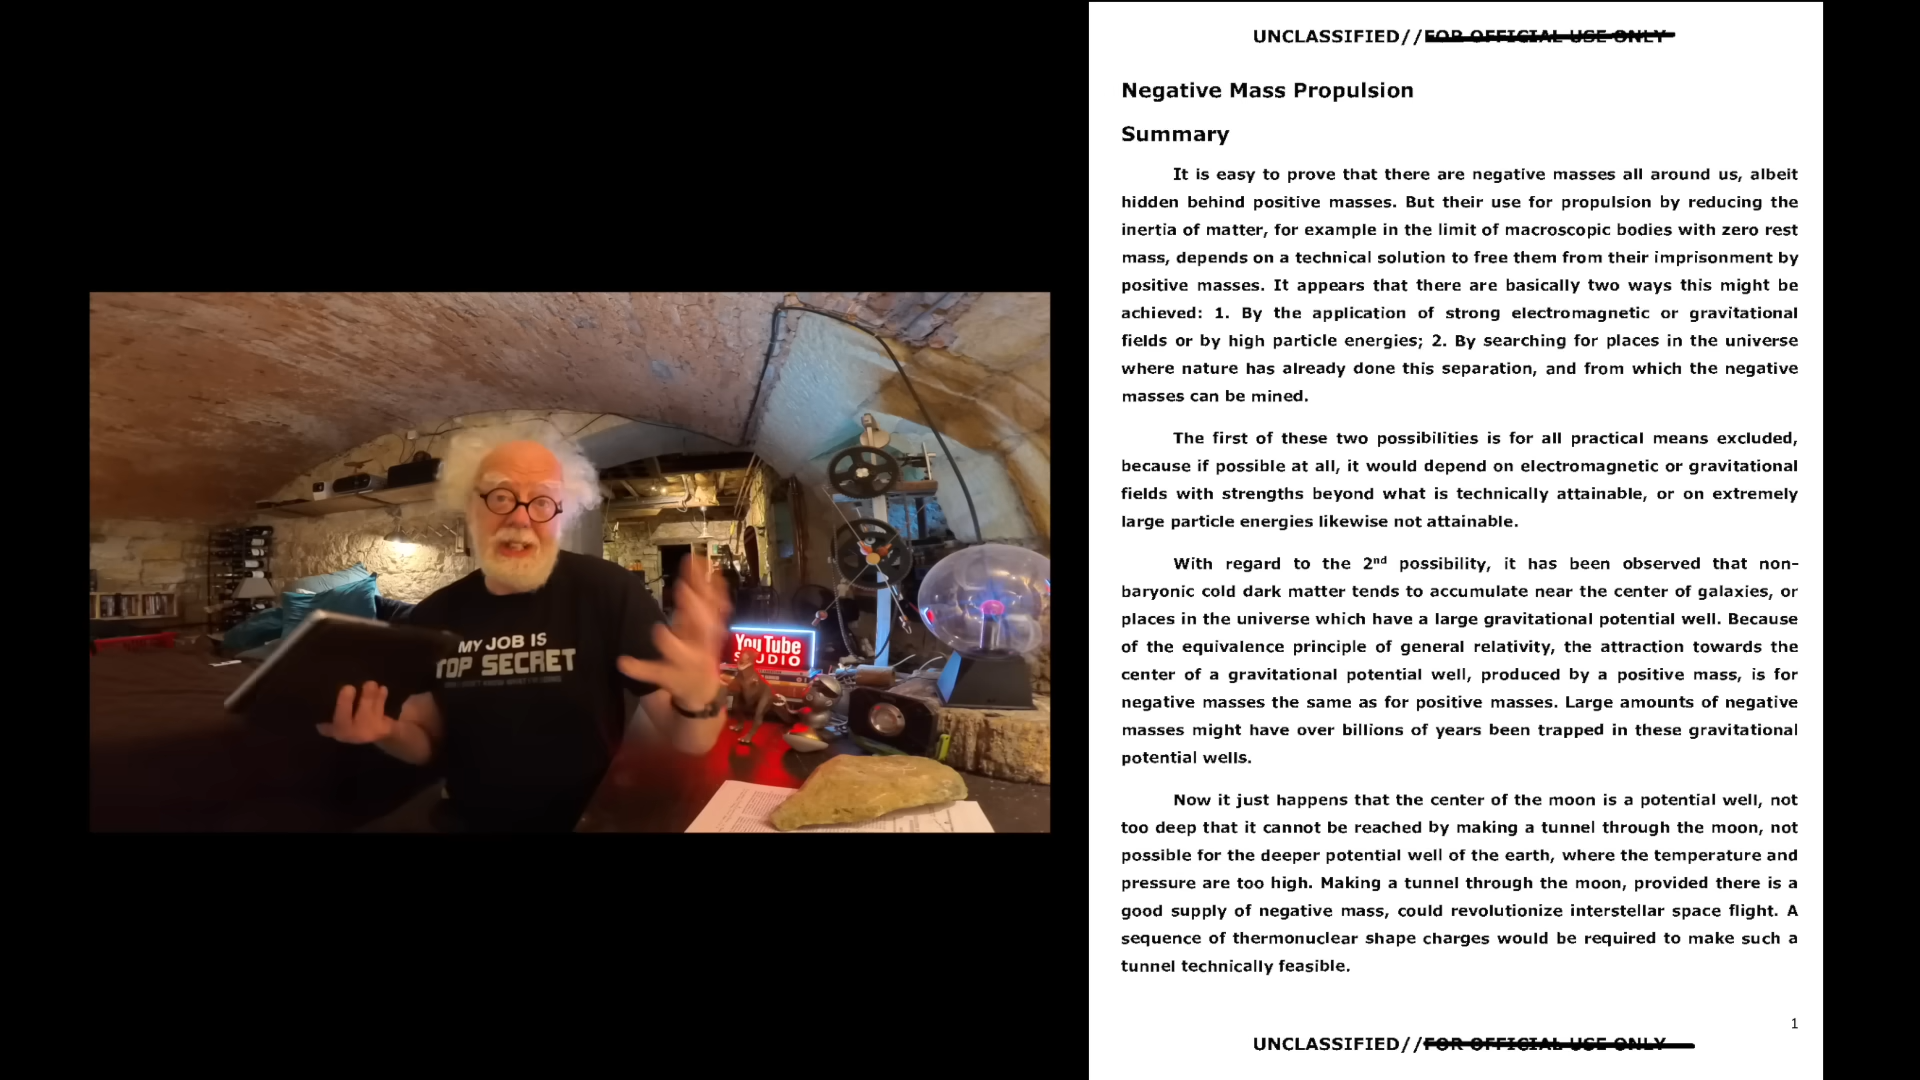 MY JOB IS
TOP SECRET
YouTube
STUDIO
UNCLASSIFIED//FOR OFFICIAL USE ONLY
Negative Mass Propulsion
Summary
It is easy to prove that there are negative masses all around us, albeit
hidden behind positive masses. But their use for propulsion by reducing the
inertia of matter, for example in the limit of macroscopic bodies with zero rest
mass, depends on a technical solution to free them from their imprisonment by
positive masses. It appears that there are basically two ways this might be
achieved: 1. By the application of strong electromagnetic or gravitational
fields or by high particle energies; 2. By searching for places in the universe
where nature has already done this separation, and from which the negative
masses can be mined.
The first of these two possibilities is for all practical means excluded,
because if possible at all, it would depend on electromagnetic or gravitational
fields with strengths beyond what is technically attainable, or on extremely
large particle energies likewise not attainable.
With regard to the 2nd possibility, it has been observed that non-
baryonic cold dark matter tends to accumulate near the center of galaxies, or
places in the universe which have a large gravitational potential well. Because
of the equivalence principle of general relativity, the attraction towards the
center of a gravitational potential well, produced by a positive mass, is for
negative masses the same as for positive masses. Large amounts of negative
masses might have over billions of years been trapped in these gravitational
potential wells.
Now it just happens that the center of the moon is a potential well, not
too deep that it cannot be reached by making a tunnel through the moon, not
possible for the deeper potential well of the earth, where the temperature and
pressure are too high. Making a tunnel through the moon, provided there is a
good supply of negative mass, could revolutionize interstellar space flight. A
sequence of thermonuclear shape charges would be required to make such a
tunnel technically feasible.
1
UNCLASSIFIED//FOR OFFICIAL USE ONLY